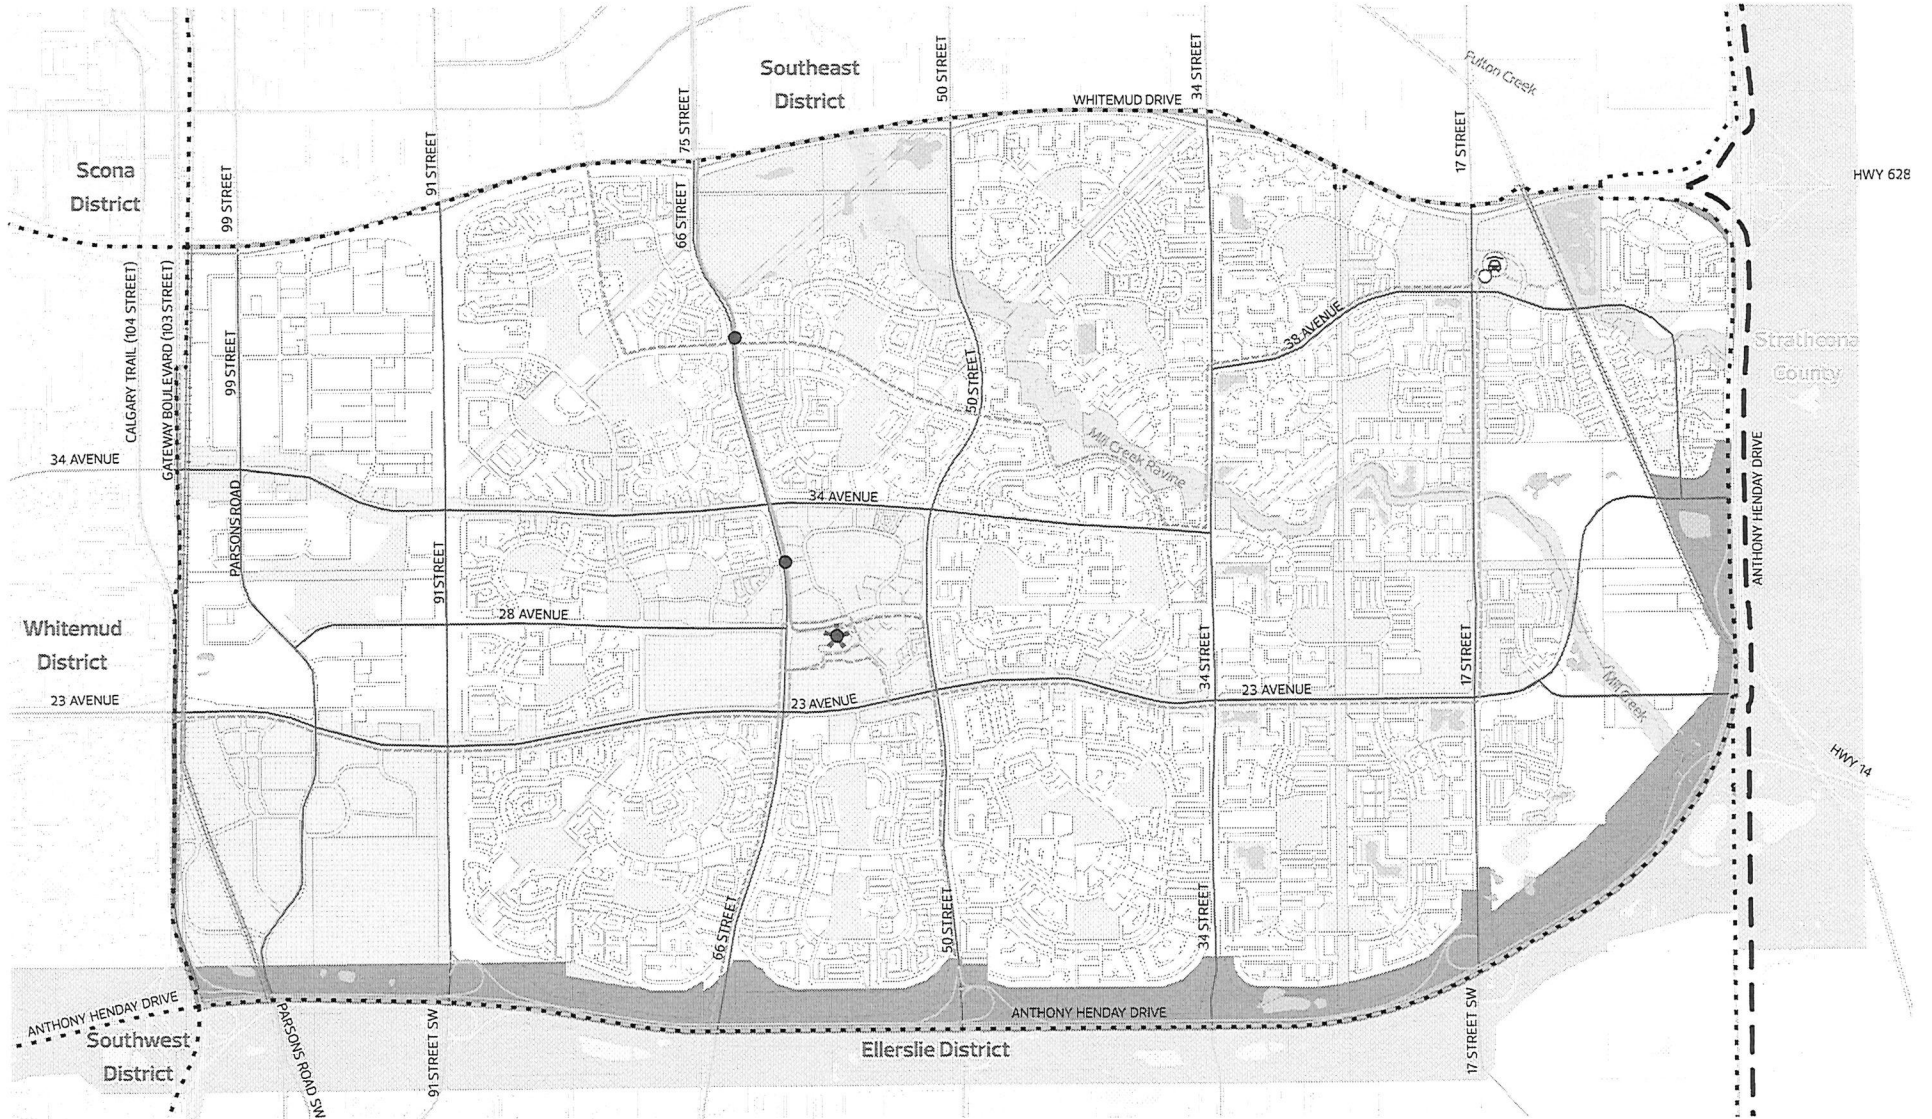 Southeast
District
50 STREET
34 STREET
Fulton Creek
75 STREET
WHITEMUD DRIVE
17 STREET
91 STREET
Scona
District
99 STREET
66 STREET
HWY 628
CALGARY TRAIL (104 STREET)
GATEWAY BOULEVARD (103 STREET)
99 STREET
38 AVENUE
Strathcona
County
50 STREET
Mill Creek Ravine
34 AVENUE
34 AVENUE
PARSONS ROAD
91 STREET
ANTHONY HENDAY DRIVE
28 AVENUE
Whitemud
District
34 STREET
17 STREET
23 AVENUE
23 AVENUE
23 AVENUE
Mill Creek
HWY 14
66 STREET
50 STREET
34 STREET
ANTHONY HENDAY DRIVE
ANTHONY HENDAY DRIVE
Southwest
District
PARSONS ROAD SW
91 STREET SW
Ellerslie District
17 STREET SW